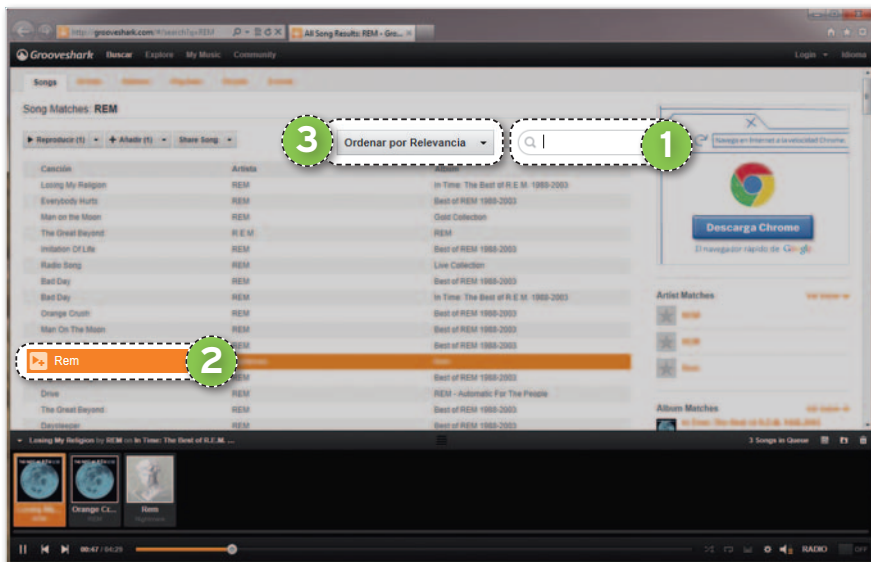 http://grooveshark.com/#/search?q=REM
All Song Results: REM - Gro...
Grooveshark Buscar Explore My Music Community Login Idioma
Songs
Song Matches: REM
Reproducir (1) Añadir (1) Share Song
3 Ordenar por Relevancia 1
Navega en Internet a la velocidad Chrome.
Descarga Chrome
El navegador rápido de Google
Canción Artista Álbum
Losing My Religion REM In Time: The Best of R.E.M. 1988-2003
Everybody Hurts REM Best of REM 1988-2003
Man on the Moon REM Gold Collection
The Great Beyond R.E.M. REM
Imitation Of Life REM Best of REM 1988-2003
Radio Song REM Live Collection
Bad Day REM Best of REM 1988-2003
Bad Day REM In Time: The Best of R.E.M. 1988-2003
Orange Crush REM Best of REM 1988-2003
Man On The Moon REM Best of REM 1988-2003
Rem 2
REM Best of REM 1988-2003
Drive REM REM - Automatic For The People
The Great Beyond REM Best of REM 1988-2003
Daysleeper REM Best of REM 1988-2003
Artist Matches
REM
Rem
Album Matches
Losing My Religion by REM on In Time: The Best of R.E.M. ...
3 Songs in Queue
Orange Cr... REM
Rem Nightmare
00:47 / 04:29
RADIO OFF